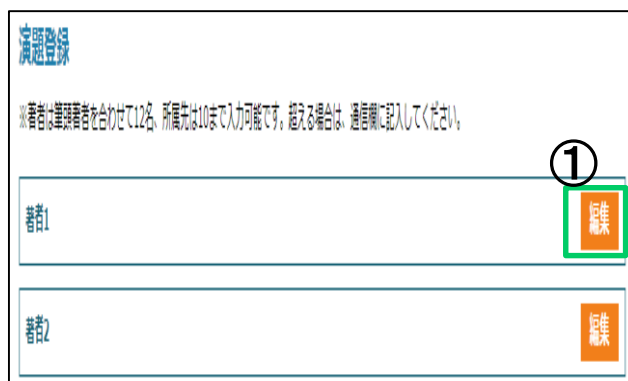 演題登録
※著者は筆頭著者を合わせて12名、所属先は10まで入力可能です。超える場合は、通信欄に記入してください。
①
著者1 編集
著者2 編集